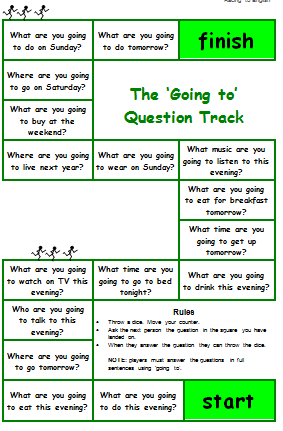 Racing to English
What are you going
to do on Sunday?
What are you going
to do tomorrow?
finish
Where are you going
to go on Saturday?
What are you going
to buy at the
weekend?
The 'Going to'
Question Track
Where are you going
to live next year?
What are you going
to wear on Sunday?
What music are you
going to listen to this
evening?
What are you going
to eat for breakfast
tomorrow?
What time are you
going to get up
tomorrow?
What are you going
to watch on TV this
evening?
What time are you
going to go to bed
tonight?
What are you going
to drink this evening?
Who are you going
to talk to this
evening?
Where are you going
to go tomorrow?
Rules
• Throw a dice. Move your counter.
• Ask the next person the question in the square you have
landed on.
• When they answer the question, they can throw the dice.
NOTE: players must answer the questions in full
sentences using 'going to'.
What are you going
to eat this evening?
What are you going
to do this evening?
start